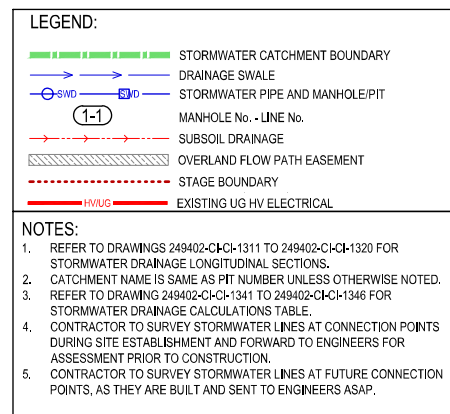 LEGEND:
STORMWATER CATCHMENT BOUNDARY
DRAINAGE SWALE
SWD SWD STORMWATER PIPE AND MANHOLE/PIT
1-1 MANHOLE No. - LINE No.
SUBSOIL DRAINAGE
OVERLAND FLOW PATH EASEMENT
STAGE BOUNDARY
HV/UG EXISTING UG HV ELECTRICAL
NOTES:
1. REFER TO DRAWINGS 249402-CI-CI-1311 TO 249402-CI-CI-1320 FOR
STORMWATER DRAINAGE LONGITUDINAL SECTIONS.
2. CATCHMENT NAME IS SAME AS PIT NUMBER UNLESS OTHERWISE NOTED.
3. REFER TO DRAWING 249402-CI-CI-1341 TO 249402-CI-CI-1346 FOR
STORMWATER DRAINAGE CALCULATIONS TABLE.
4. CONTRACTOR TO SURVEY STORMWATER LINES AT CONNECTION POINTS
DURING SITE ESTABLISHMENT AND FORWARD TO ENGINEERS FOR
ASSESSMENT PRIOR TO CONSTRUCTION.
5. CONTRACTOR TO SURVEY STORMWATER LINES AT FUTURE CONNECTION
POINTS, AS THEY ARE BUILT AND SENT TO ENGINEERS ASAP.